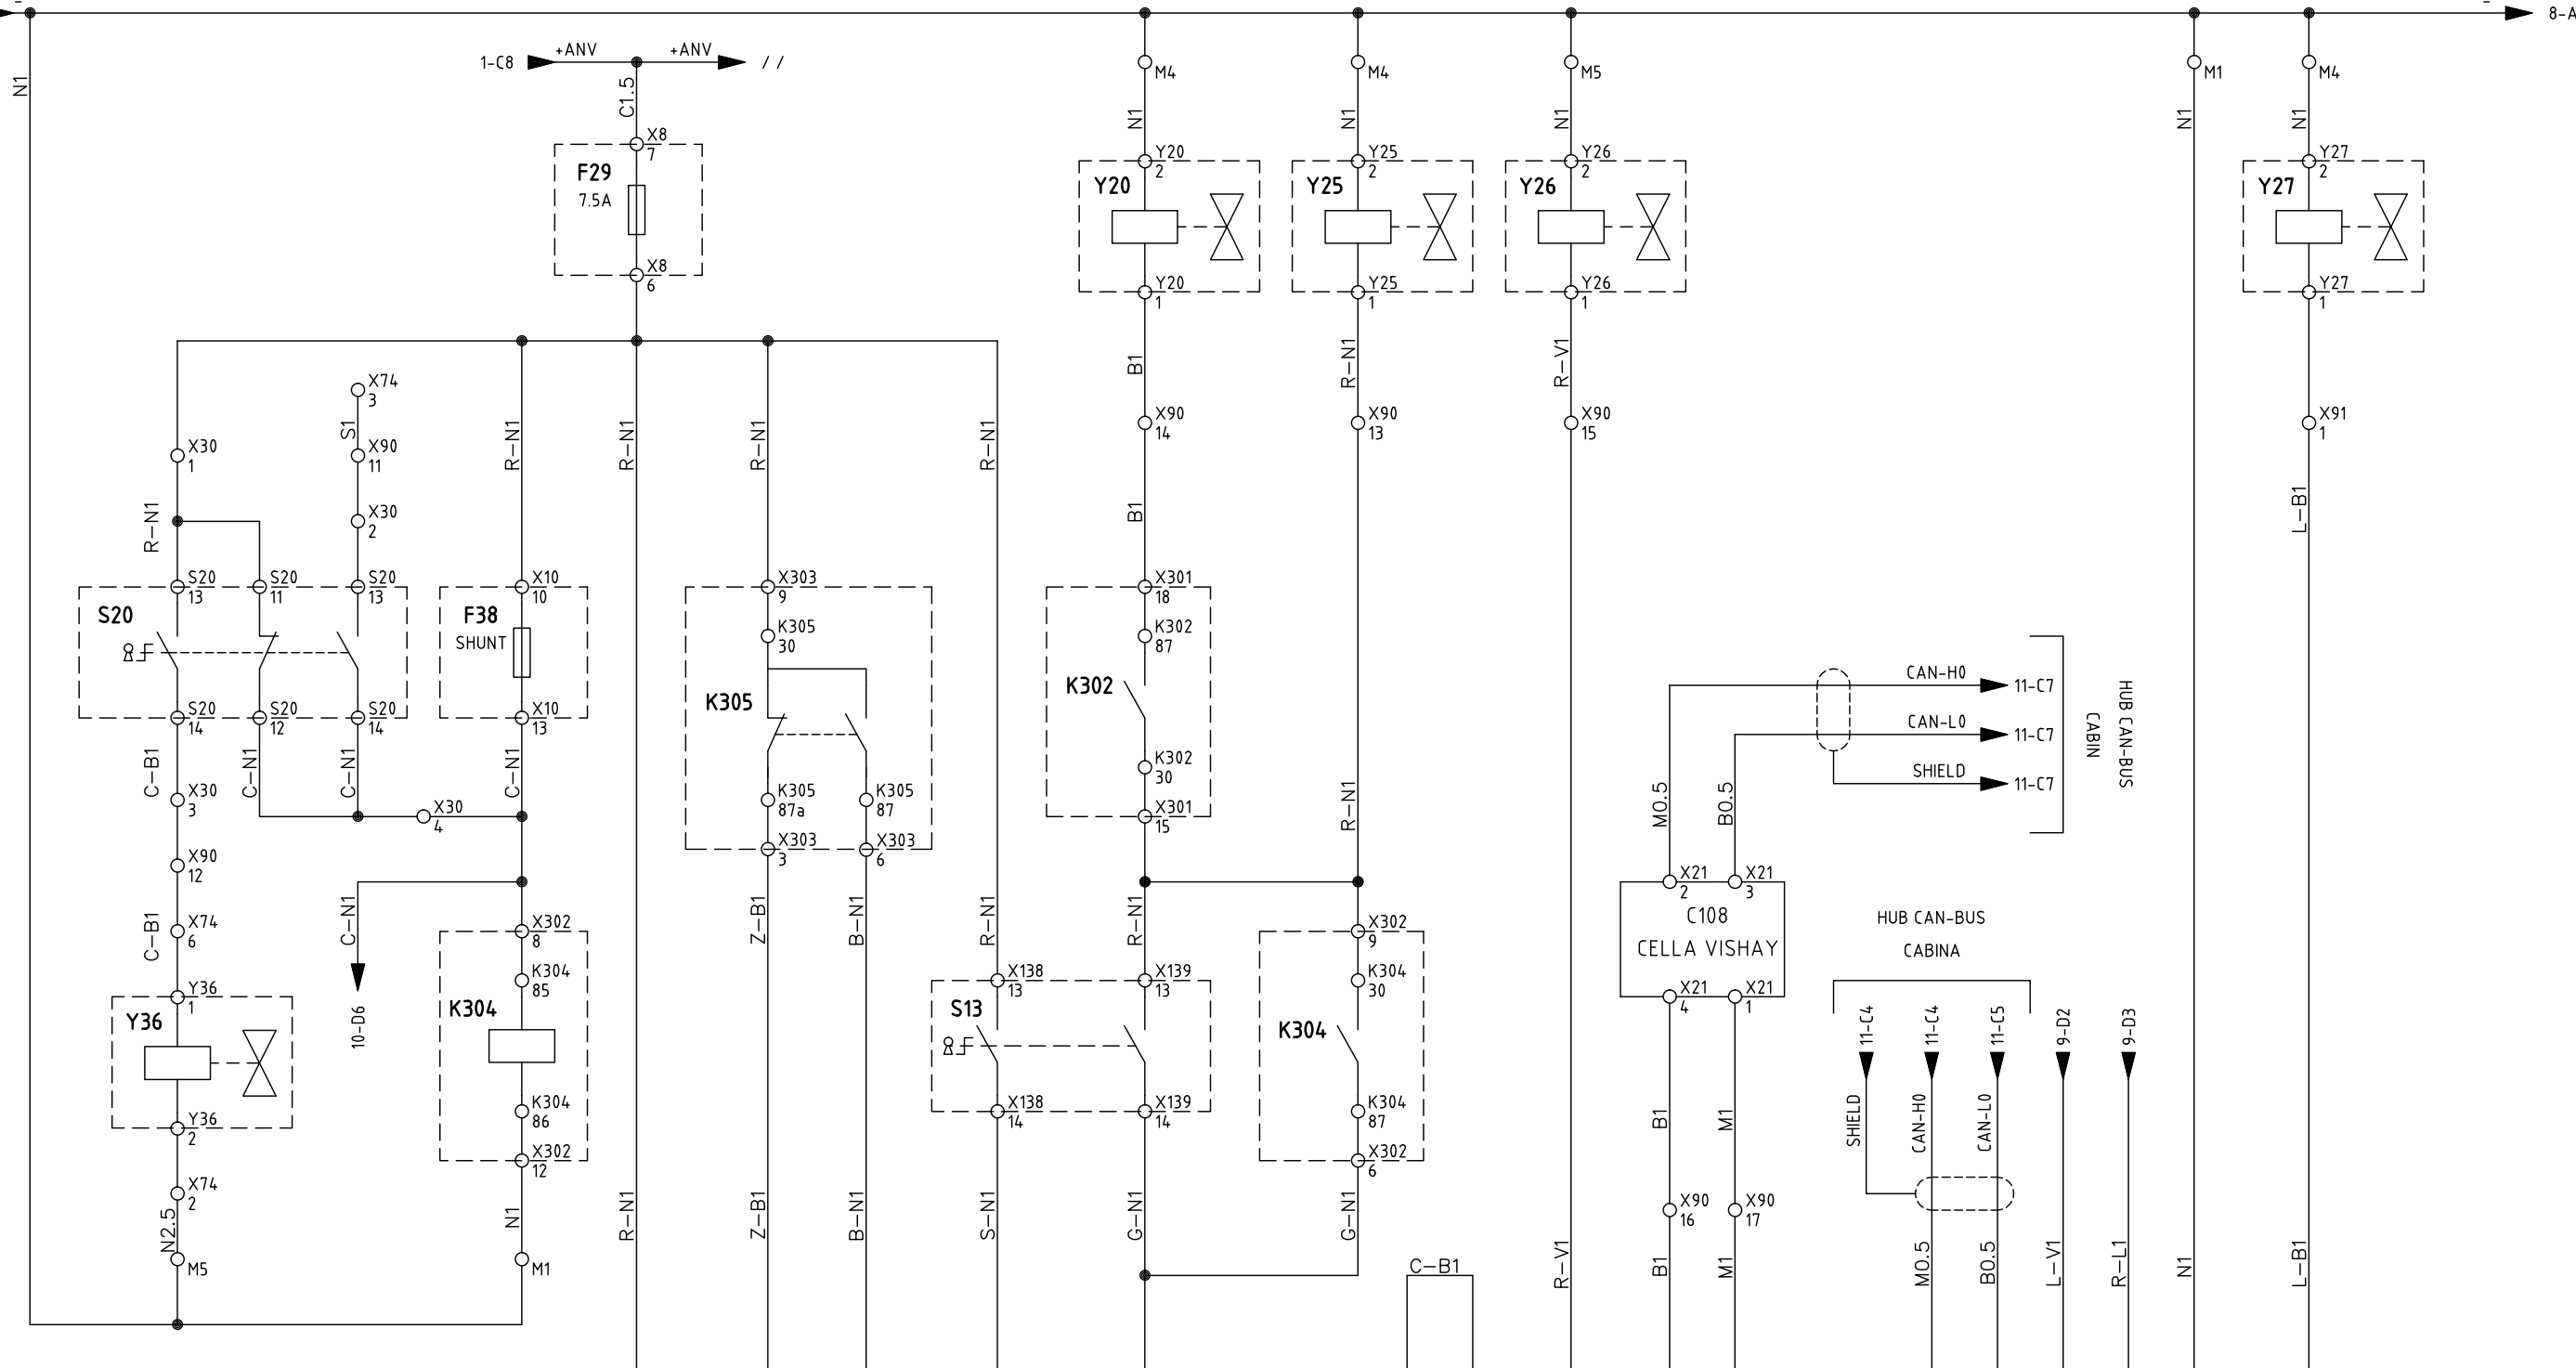 8-A
1-C8
+ANV
+ANV
//
N1
C1.5
M4
M4
M5
M1
M4
N1
N1
N1
N1
N1
X8
7
F29
7.5A
X8
6
Y20
2
Y20
Y20
1
Y25
2
Y25
Y25
1
Y26
2
Y26
Y26
1
Y27
2
Y27
Y27
1
B1
R-N1
R-V1
X90
14
X90
13
X90
15
X91
1
X74
3
S1
X30
1
X90
11
X30
2
R-N1
R-N1
R-N1
R-N1
R-N1
B1
L-B1
S20
13
S20
11
S20
13
S20
S20
14
S20
12
S20
14
X10
10
F38
SHUNT
X10
13
X303
9
K305
30
K305
K305
87a
K305
87
X303
3
X303
6
X301
18
K302
87
K302
K302
30
X301
15
C-B1
C-N1
C-N1
C-N1
X30
3
X30
4
R-N1
X90
12
C-B1
X74
6
C-N1
10-D6
Z-B1
B-N1
R-N1
R-N1
CAN-H0
11-C7
CAN-L0
11-C7
SHIELD
11-C7
HUB CAN-BUS
CABIN
M0.5
B0.5
X21
2
X21
3
C108
CELLA VISHAY
X21
4
X21
1
HUB CAN-BUS
CABINA
11-C4
11-C4
11-C5
9-D2
9-D3
SHIELD
CAN-H0
CAN-L0
Y36
1
Y36
Y36
2
X302
8
K304
85
K304
K304
86
X302
12
X138
13
X139
13
S13
X138
14
X139
14
X302
9
K304
30
K304
K304
87
X302
6
B1
M1
X74
2
N2.5
M5
N1
M1
R-N1
Z-B1
B-N1
S-N1
G-N1
G-N1
C-B1
R-V1
X90
16
X90
17
B1
M1
M0.5
B0.5
L-V1
R-L1
N1
L-B1